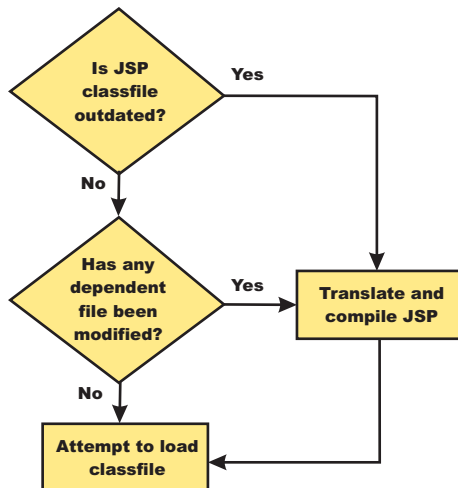 Is JSP
classfile
outdated?
Yes
No
Has any
dependent
file been
modified?
Yes
Translate and
compile JSP
No
Attempt to load
classfile